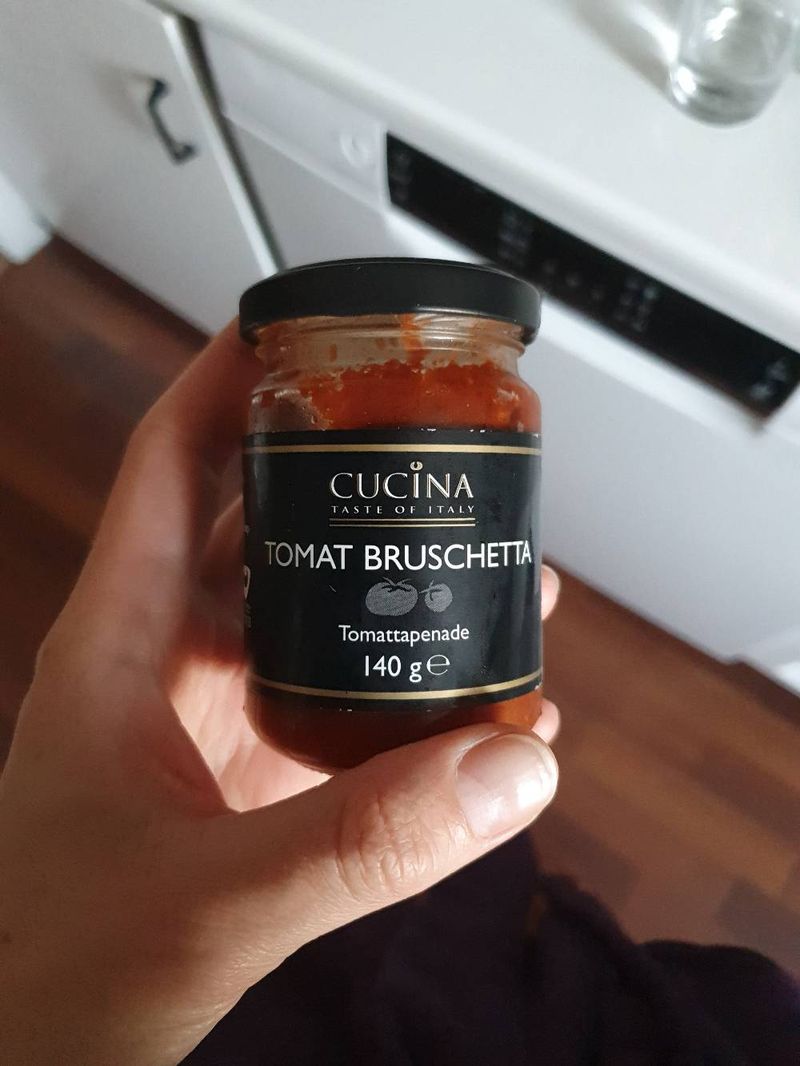 CUCINA
TASTE OF ITALY
TOMAT BRUSCHETTA
Tomattapenade
140 g ℮